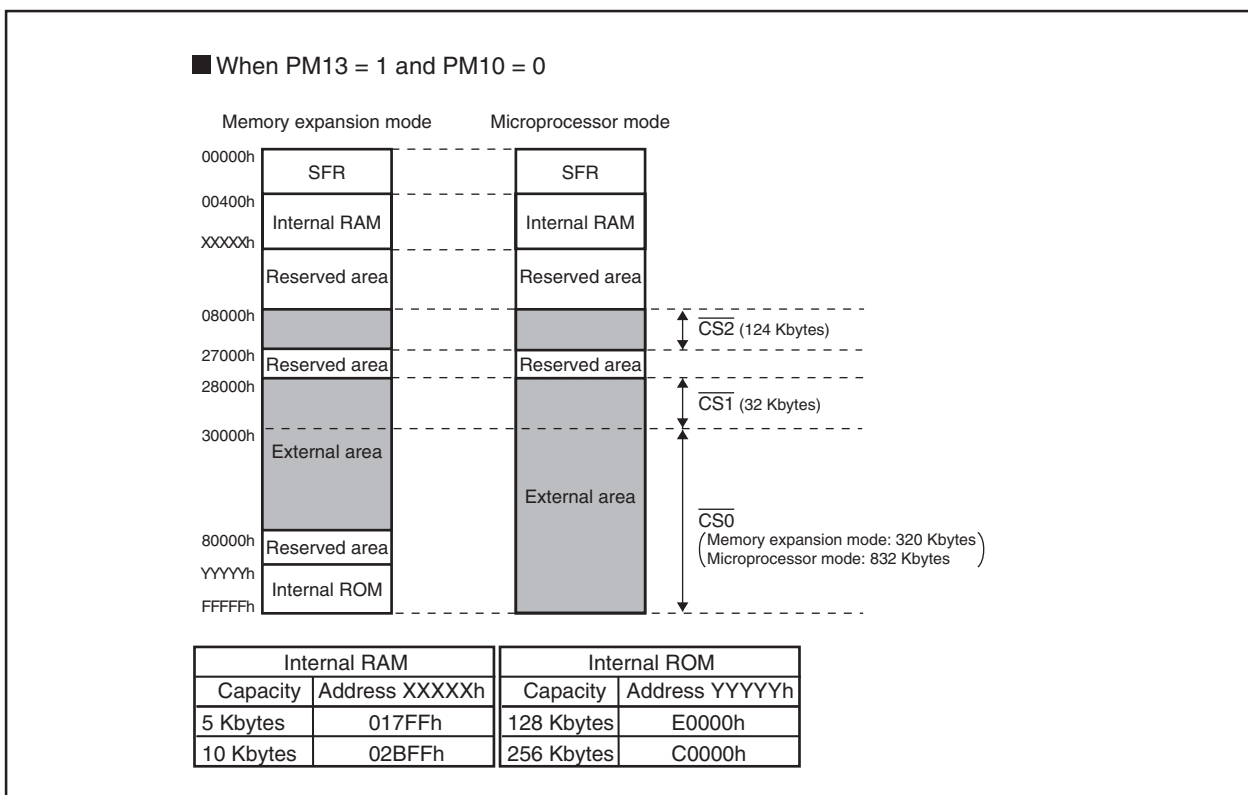 ■ When PM13 = 1 and PM10 = 0
Memory expansion mode Microprocessor mode
00000h
SFR SFR
00400h
Internal RAM Internal RAM
XXXXXh
Reserved area Reserved area
08000h
CS2 (124 Kbytes)
27000h
Reserved area Reserved area
28000h
CS1 (32 Kbytes)
30000h
External area
External area
CS0
(Memory expansion mode: 320 Kbytes
Microprocessor mode: 832 Kbytes)
80000h
Reserved area
YYYYYh
Internal ROM
FFFFFh
Internal RAM Internal ROM
Capacity Address XXXXXh Capacity Address YYYYYh
5 Kbytes 017FFh 128 Kbytes E0000h
10 Kbytes 02BFFh 256 Kbytes C0000h